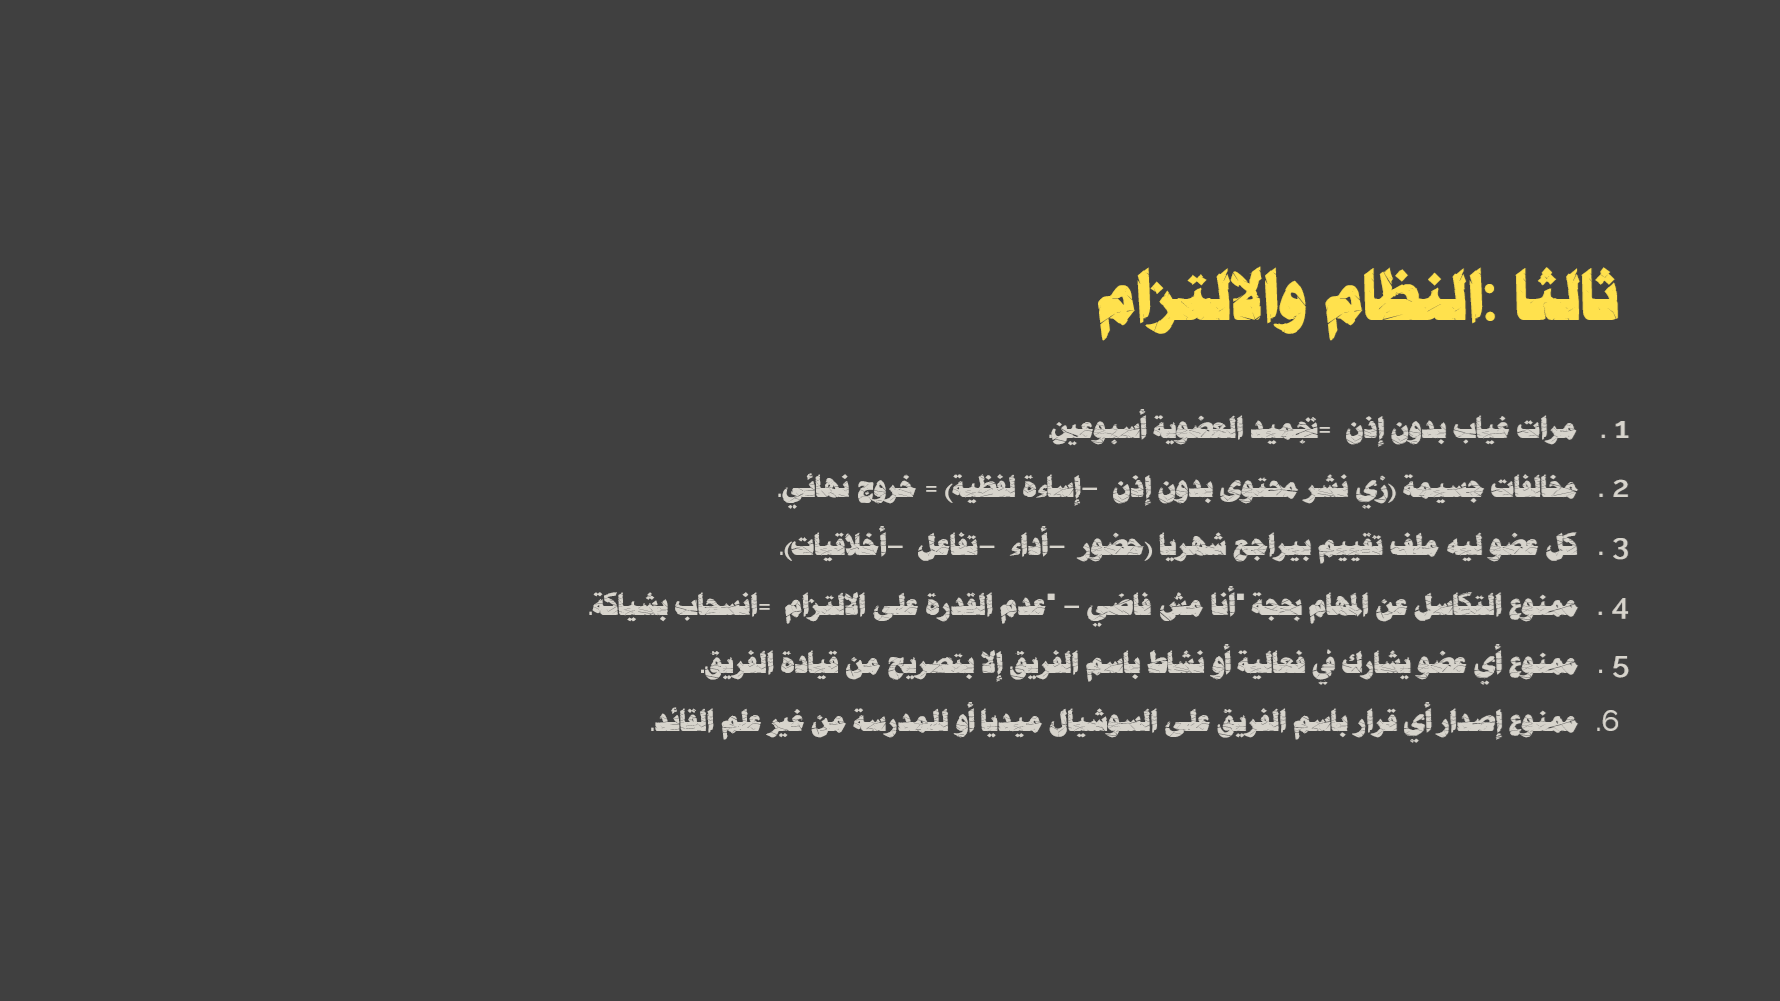 ثالثا :النظام والالتزام
1 . مرات غياب بدون إذن =تجميد العضوية أسبوعين
2 . مخالفات جسيمة (زي نشر محتوى بدون إذن –إساءة لفظية) = خروج نهائي.
3 . كل عضو ليه ملف تقييم بيراجع شهريا (حضور –أداء –تفاعل –أخلاقيات).
4 . ممنوع التكاسل عن المهام بحجة "أنا مش فاضي – "عدم القدرة على الالتزام =انسحاب بشياكة.
5 . ممنوع أي عضو يشارك في فعالية أو نشاط باسم الفريق إلا بتصريح من قيادة الفريق.
6. ممنوع إصدار أي قرار باسم الفريق على السوشيال ميديا أو للمدرسة من غير علم القائد.